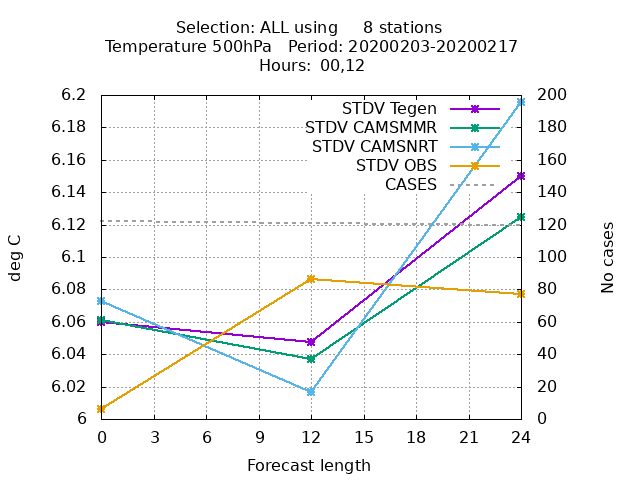 Selection: ALL using     8 stations
Temperature 500hPa   Period: 20200203-20200217
Hours: 00,12
6.2
6.18
6.16
6.14
6.12
6.1
6.08
6.06
6.04
6.02
6
deg C
STDV Tegen
STDV CAMSMMR
STDV CAMSNRT
STDV OBS
CASES
200
180
160
140
120
100
80
60
40
20
0
No cases
0 3 6 9 12 15 18 21 24
Forecast length